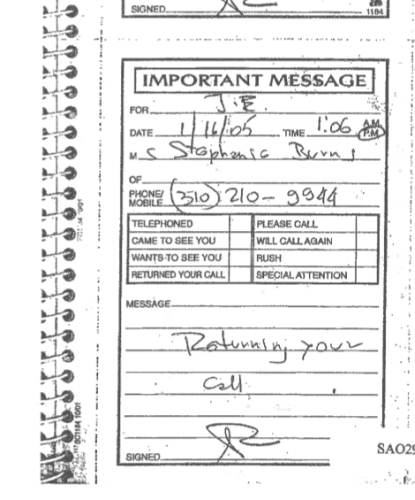 SIGNED
1184
IMPORTANT MESSAGE
FOR J.E.
DATE 1/16/05 TIME 1:06 A.M. P.M.
M s Stephanie Burns
OF
PHONE/ MOBILE (310) 210-9944
TELEPHONED PLEASE CALL
CAME TO SEE YOU WILL CALL AGAIN
WANTS TO SEE YOU RUSH
RETURNED YOUR CALL SPECIAL ATTENTION
MESSAGE
Returning your
Call
SIGNED
SAO29